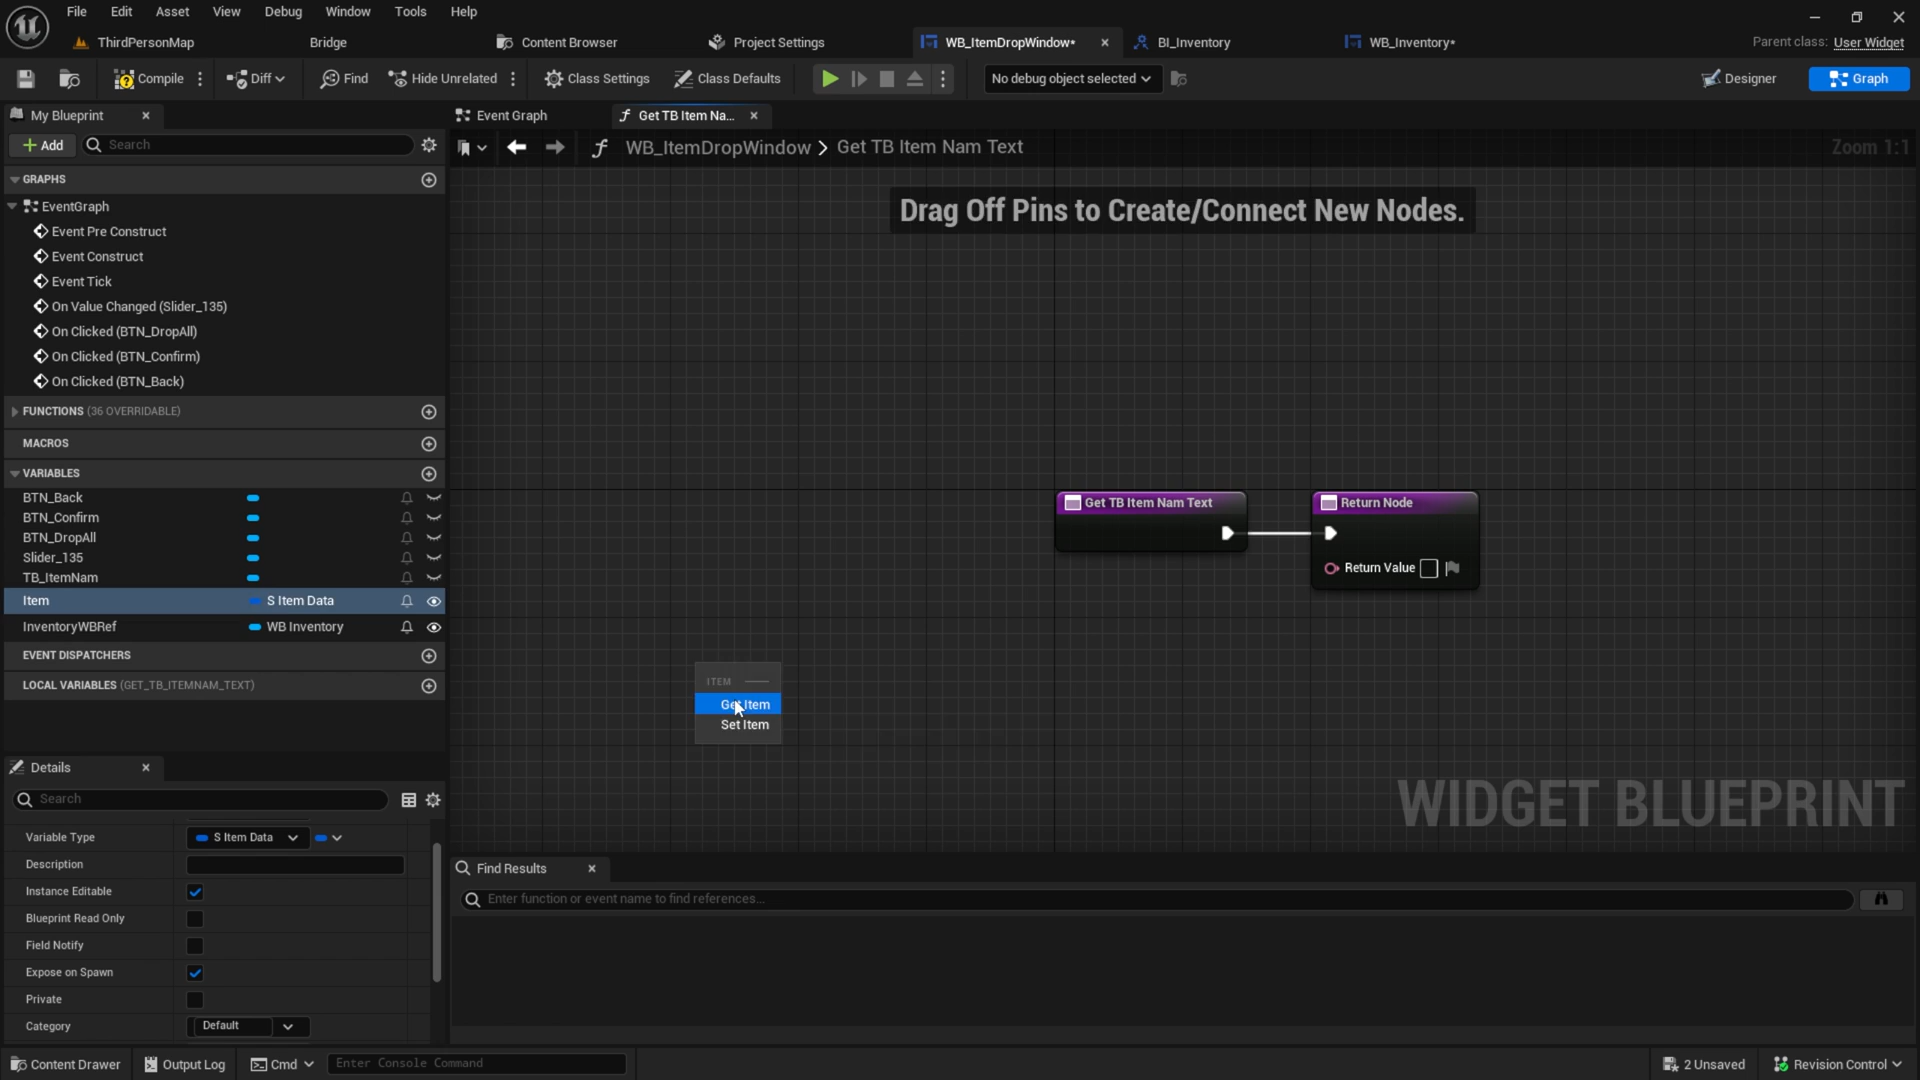 File Edit Asset View Debug Window Tools Help
ThirdPersonMap Bridge Content Browser Project Settings WB_ItemDropWindow* BI_Inventory WB_Inventory* Parent class: User Widget
Compile Diff Find Hide Unrelated Class Settings Class Defaults No debug object selected Designer Graph
My Blueprint Event Graph Get TB Item Na...
Add Search WB_ItemDropWindow > Get TB Item Nam Text Zoom 1:1
GRAPHS
EventGraph
Event Pre Construct
Event Construct
Event Tick
On Value Changed (Slider_135)
On Clicked (BTN_DropAll)
On Clicked (BTN_Confirm)
On Clicked (BTN_Back)
FUNCTIONS (36 OVERRIDABLE)
MACROS
VARIABLES
BTN_Back
BTN_Confirm
BTN_DropAll
Slider_135
TB_ItemNam
Item S Item Data
InventoryWBRef WB Inventory
EVENT DISPATCHERS
LOCAL VARIABLES (GET_TB_ITEMNAM_TEXT)
Drag Off Pins to Create/Connect New Nodes.
Get TB Item Nam Text
Return Node
Return Value
ITEM
Get Item
Set Item
WIDGET BLUEPRINT
Details
Search
Variable Type S Item Data
Description
Instance Editable
Blueprint Read Only
Field Notify
Expose on Spawn
Private
Category Default
Find Results
Enter function or event name to find references...
Content Drawer Output Log Cmd Enter Console Command 2 Unsaved Revision Control